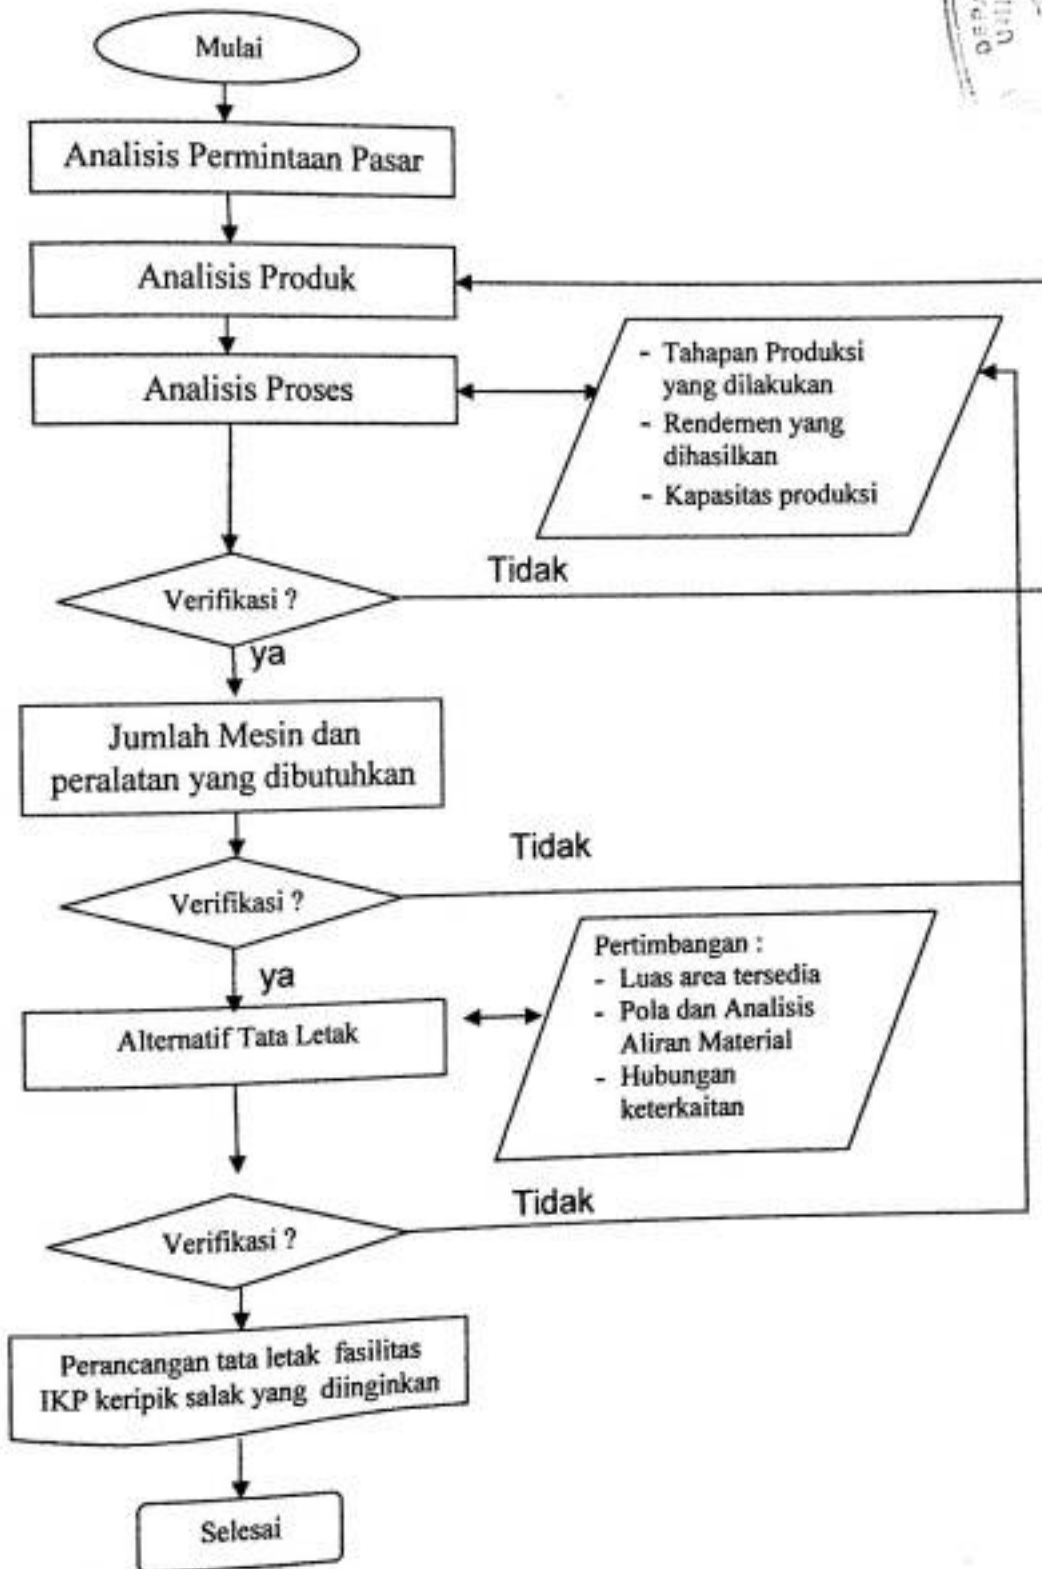 Mulai
Analisis Permintaan Pasar
Analisis Produk
Analisis Proses
- Tahapan Produksi
yang dilakukan
- Rendemen yang
dihasilkan
- Kapasitas produksi
Verifikasi ?
Tidak
ya
Jumlah Mesin dan
peralatan yang dibutuhkan
Verifikasi ?
Tidak
ya
Alternatif Tata Letak
Pertimbangan :
- Luas area tersedia
- Pola dan Analisis
Aliran Material
- Hubungan
keterkaitan
Verifikasi ?
Tidak
Perancangan tata letak fasilitas
IKP keripik salak yang diinginkan
Selesai